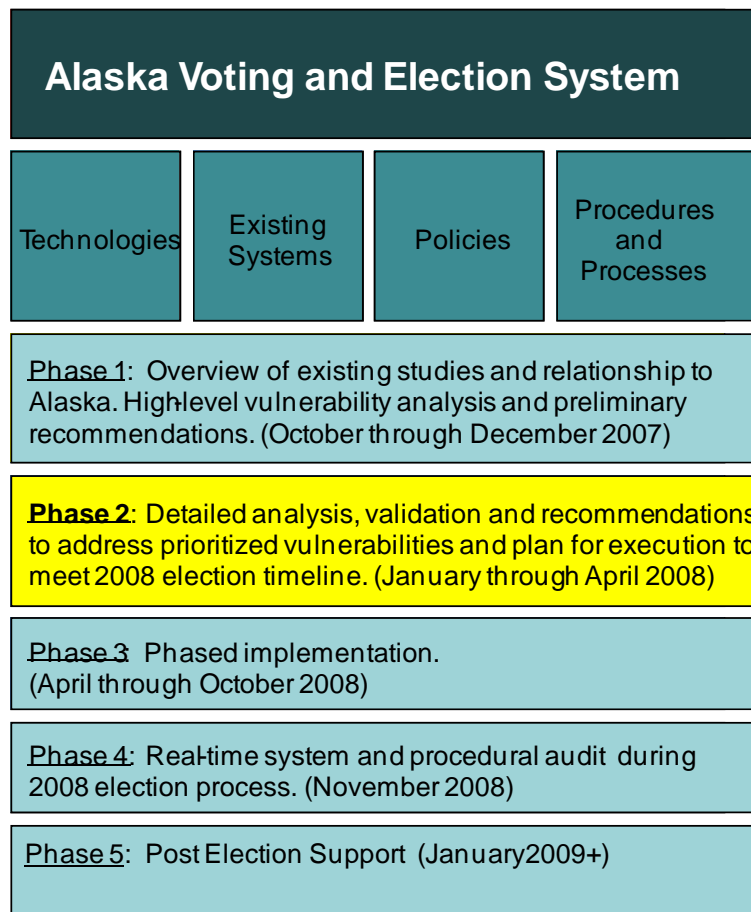 Alaska Voting and Election System
Technologies
Existing
Systems
Policies
Procedures
and
Processes
Phase 1: Overview of existing studies and relationship to
Alaska. High-level vulnerability analysis and preliminary
recommendations. (October through December 2007)
Phase 2: Detailed analysis, validation and recommendations
to address prioritized vulnerabilities and plan for execution to
meet 2008 election timeline. (January through April 2008)
Phase 3: Phased implementation.
(April through October 2008)
Phase 4: Real-time system and procedural audit during
2008 election process. (November 2008)
Phase 5: Post Election Support (January2009+)